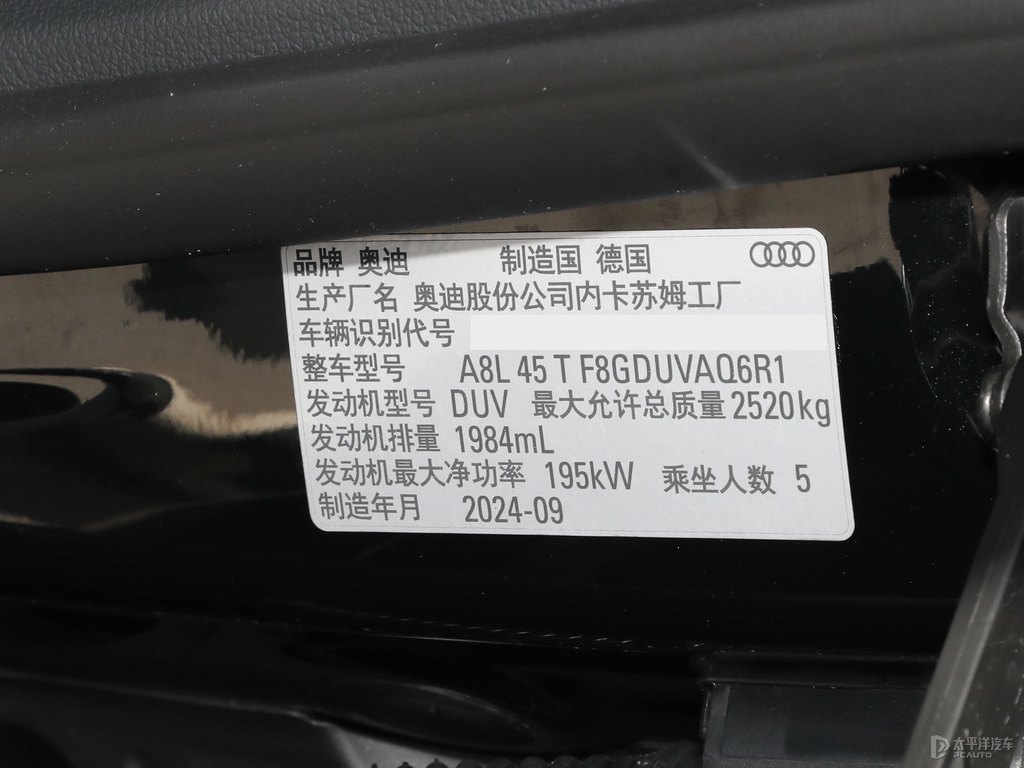 品牌 奥迪 制造国 德国
生产厂名 奥迪股份公司内卡苏姆工厂
车辆识别代号
整车型号 A8L 45 T F8GDUVAQ6R1
发动机型号 DUV 最大允许总质量 2520kg
发动机排量 1984mL
发动机最大净功率 195kW 乘坐人数 5
制造年月 2024-09
太平洋汽车
PCAUTO